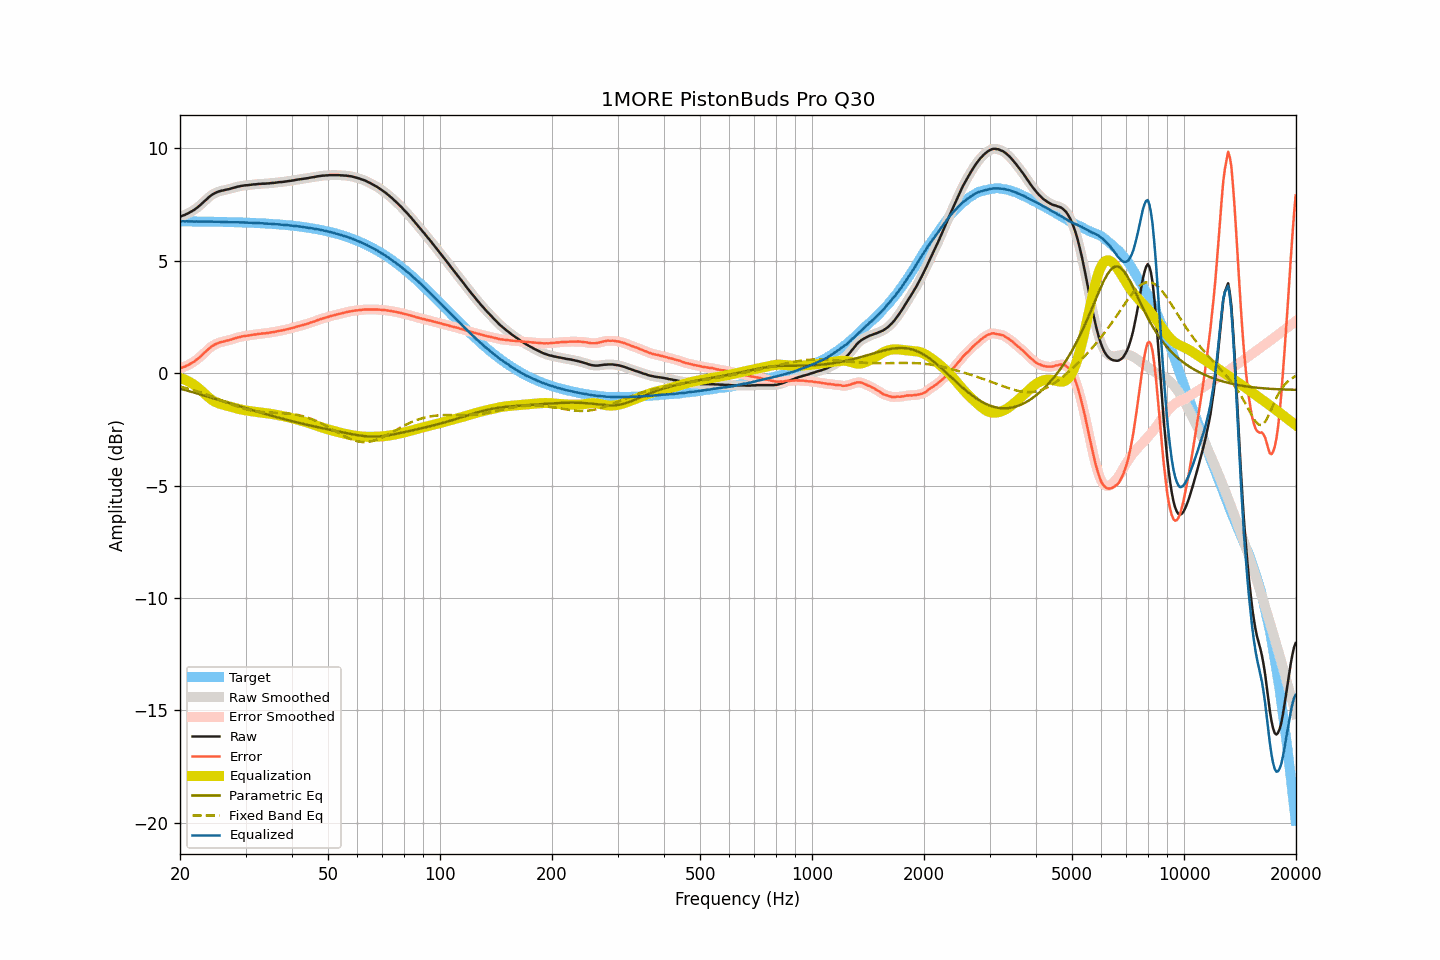 1MORE PistonBuds Pro Q30
10
5
0
−5
−10
−15
−20
Amplitude (dBr)
Target
Raw Smoothed
Error Smoothed
Raw
Error
Equalization
Parametric Eq
Fixed Band Eq
Equalized
20 50 100 200 500 1000 2000 5000 10000 20000
Frequency (Hz)